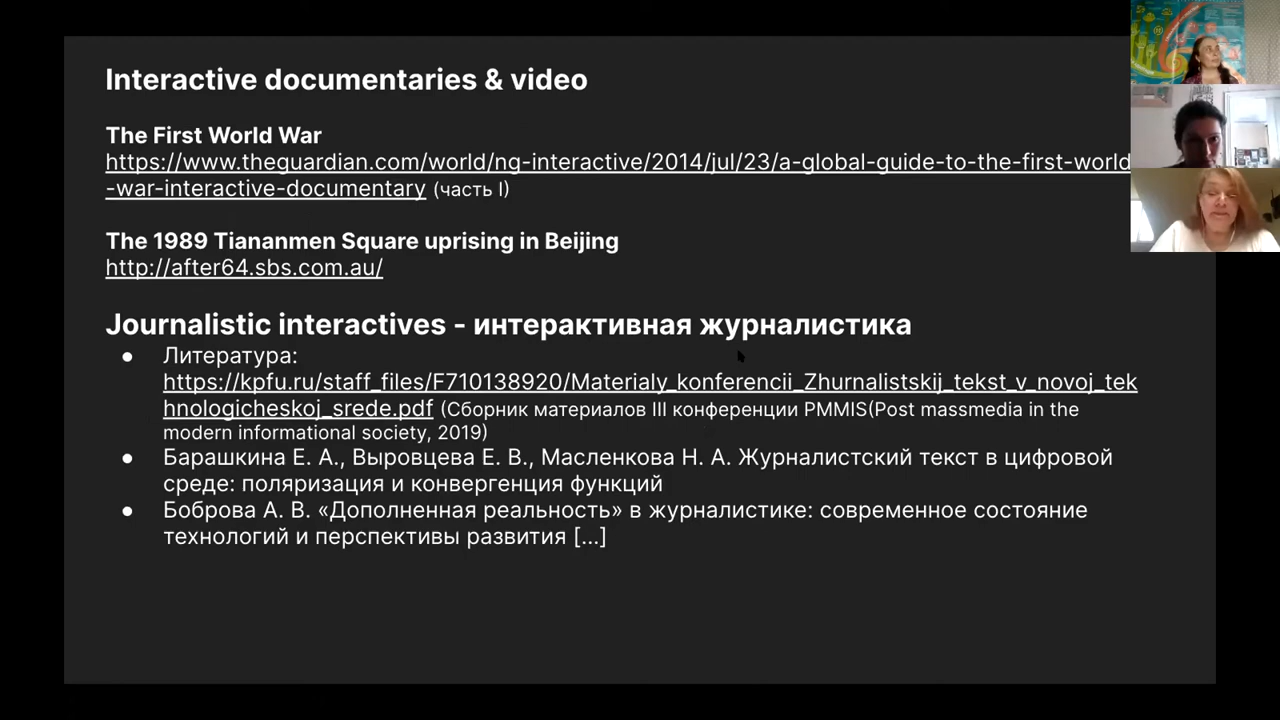 Interactive documentaries & video
The First World War
https://www.theguardian.com/world/ng-interactive/2014/jul/23/a-global-guide-to-the-first-world
-war-interactive-documentary (часть I)
The 1989 Tiananmen Square uprising in Beijing
http://after64.sbs.com.au/
Journalistic interactives - интерактивная журналистика
● Литература:
https://kpfu.ru/staff_files/F710138920/Materialy_konferencii_Zhurnalistskij_tekst_v_novoj_tek
hnologicheskoj_srede.pdf (Сборник материалов III конференции PMMIS(Post massmedia in the
modern informational society, 2019)
● Барашкина Е. А., Выровцева Е. В., Масленкова Н. А. Журналистский текст в цифровой
среде: поляризация и конвергенция функций
● Боброва А. В. «Дополненная реальность» в журналистике: современное состояние
технологий и перспективы развития [...]